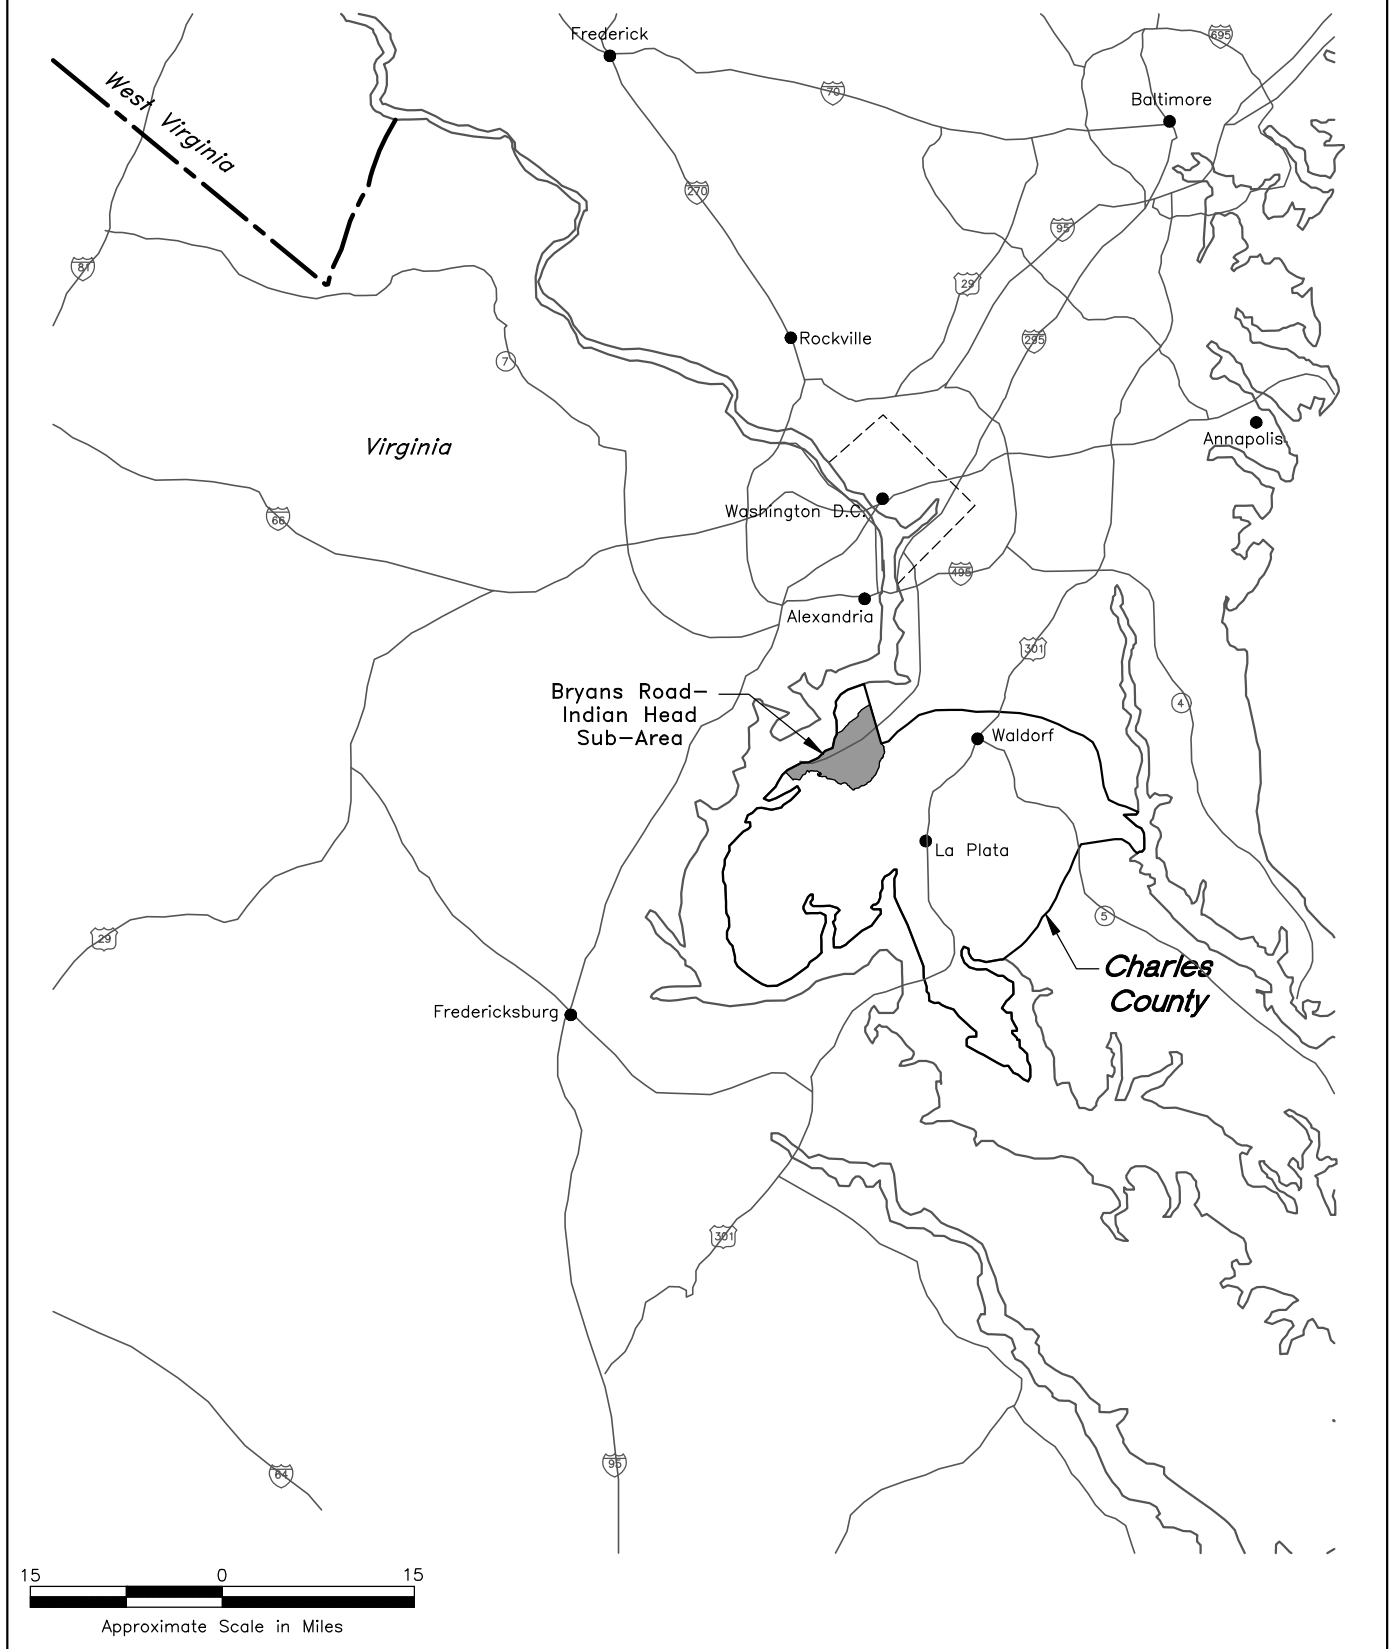 Frederick
695
West Virginia
70
Baltimore
270
95
81
29
295
Rockville
7
Virginia
Annapolis
66
Washington D.C.
495
Alexandria
301
Bryans Road-
Indian Head
Sub-Area
4
Waldorf
La Plata
5
29
Charles
County
Fredericksburg
301
95
64
15 0 15
Approximate Scale in Miles